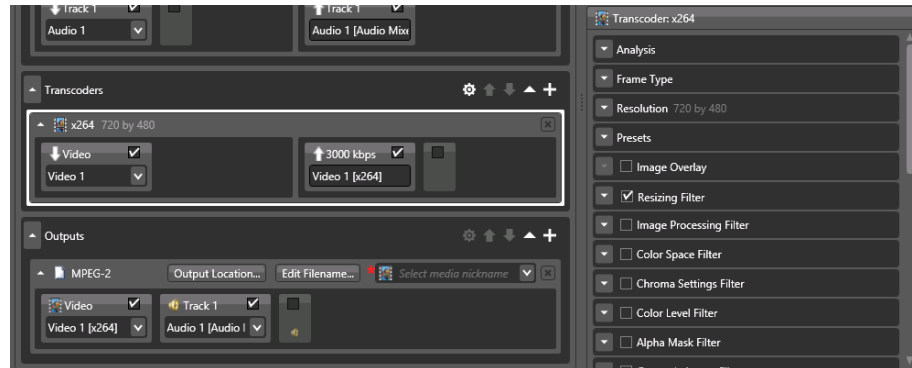 Track 1
Track 1
Audio 1
Audio 1 [Audio Mixe
Transcoders
x264 720 by 480
Video
3000 kbps
Video 1
Video 1 [x264]
Outputs
MPEG-2
Output Location...
Edit Filename...
* Select media nickname
Video
Track 1
Video 1 [x264]
Audio 1 [Audio I
Transcoder: x264
Analysis
Frame Type
Resolution 720 by 480
Presets
Image Overlay
Resizing Filter
Image Processing Filter
Color Space Filter
Chroma Settings Filter
Color Level Filter
Alpha Mask Filter